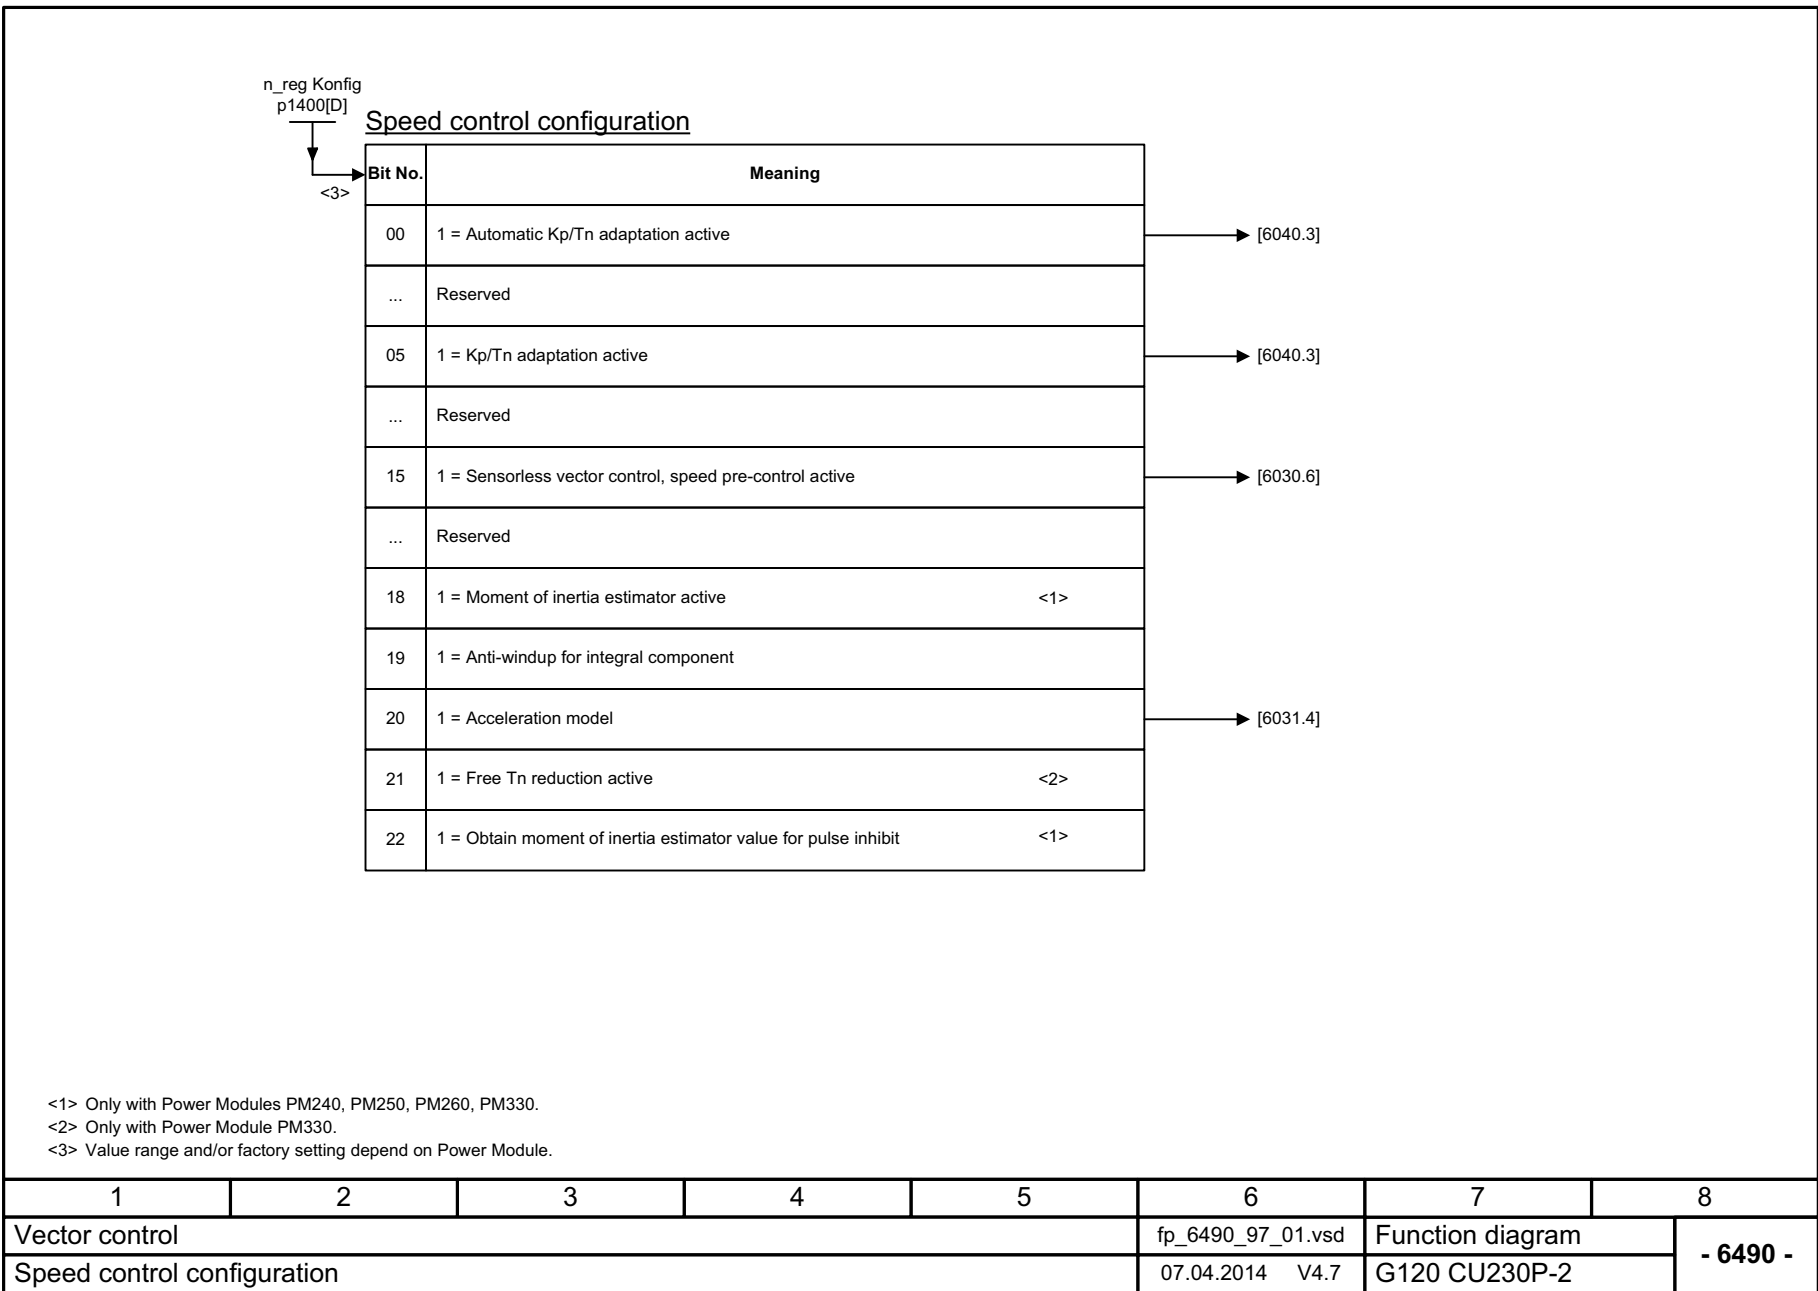 n_reg Konfig
p1400[D]
Speed control configuration
<3>
Bit No. Meaning
00 1 = Automatic Kp/Tn adaptation active [6040.3]
... Reserved
05 1 = Kp/Tn adaptation active [6040.3]
... Reserved
15 1 = Sensorless vector control, speed pre-control active [6030.6]
... Reserved
18 1 = Moment of inertia estimator active <1>
19 1 = Anti-windup for integral component
20 1 = Acceleration model [6031.4]
21 1 = Free Tn reduction active <2>
22 1 = Obtain moment of inertia estimator value for pulse inhibit <1>
<1> Only with Power Modules PM240, PM250, PM260, PM330.
<2> Only with Power Module PM330.
<3> Value range and/or factory setting depend on Power Module.
1 2 3 4 5 6 7 8
Vector control fp_6490_97_01.vsd Function diagram
- 6490 -
Speed control configuration 07.04.2014 V4.7 G120 CU230P-2